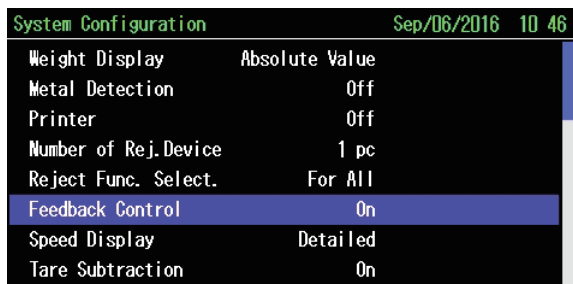 System Configuration Sep/06/2016 10 46
Weight Display Absolute Value
Metal Detection Off
Printer Off
Number of Rej.Device 1 pc
Reject Func. Select. For All
Feedback Control On
Speed Display Detailed
Tare Subtraction On